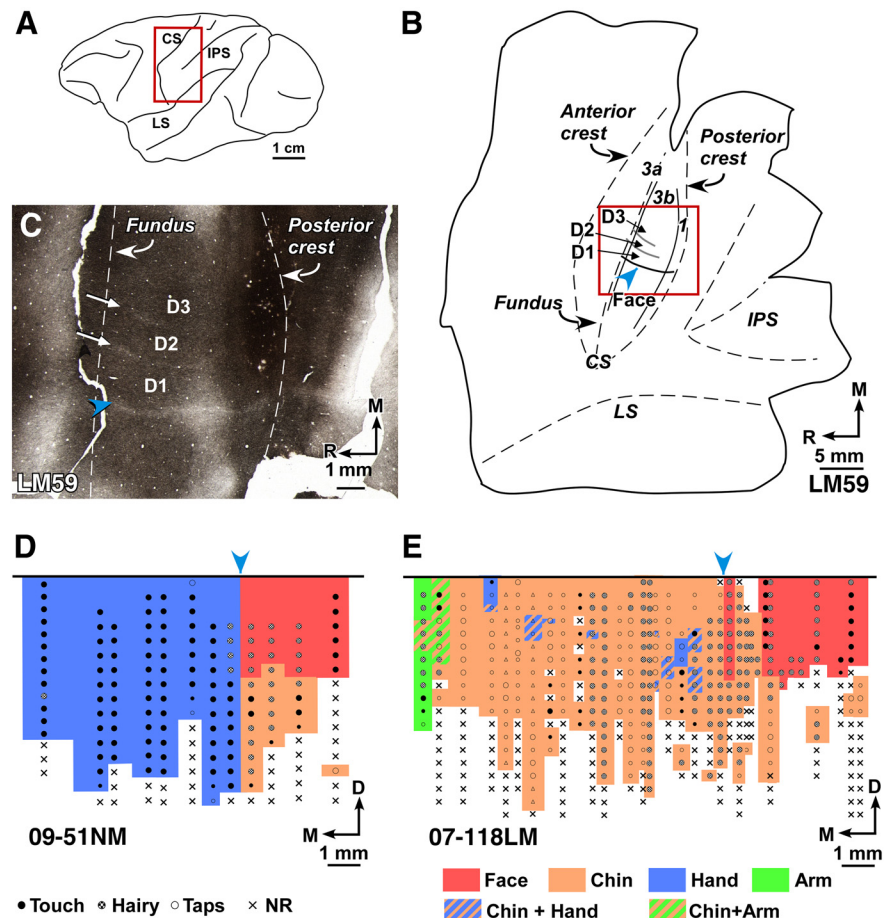 A
CS
IPS
LS
1 cm
B
Anterior
crest
Posterior
crest
3a
3b
1
D3
D2
D1
Face
Fundus
CS
IPS
LS
M
R
5 mm
LM59
C
Fundus
Posterior
crest
D3
D2
D1
M
R
1 mm
LM59
D
D
M
1 mm
09-51NM
E
D
M
1 mm
07-118LM
Touch Hairy Taps NR
Face Chin Hand Arm
Chin + Hand Chin+Arm